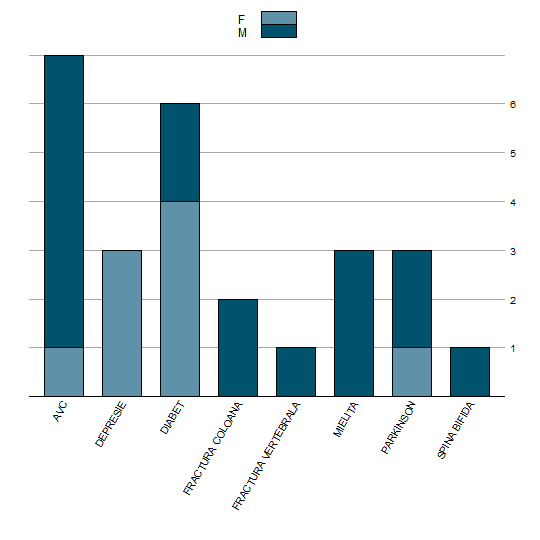 F
M
6
5
4
3
2
1
AVC
DEPRESIE
DIABET
FRACTURA COLOANA
FRACTURA VERTEBRALA
MIELITA
PARKINSON
SPINA BIFIDA